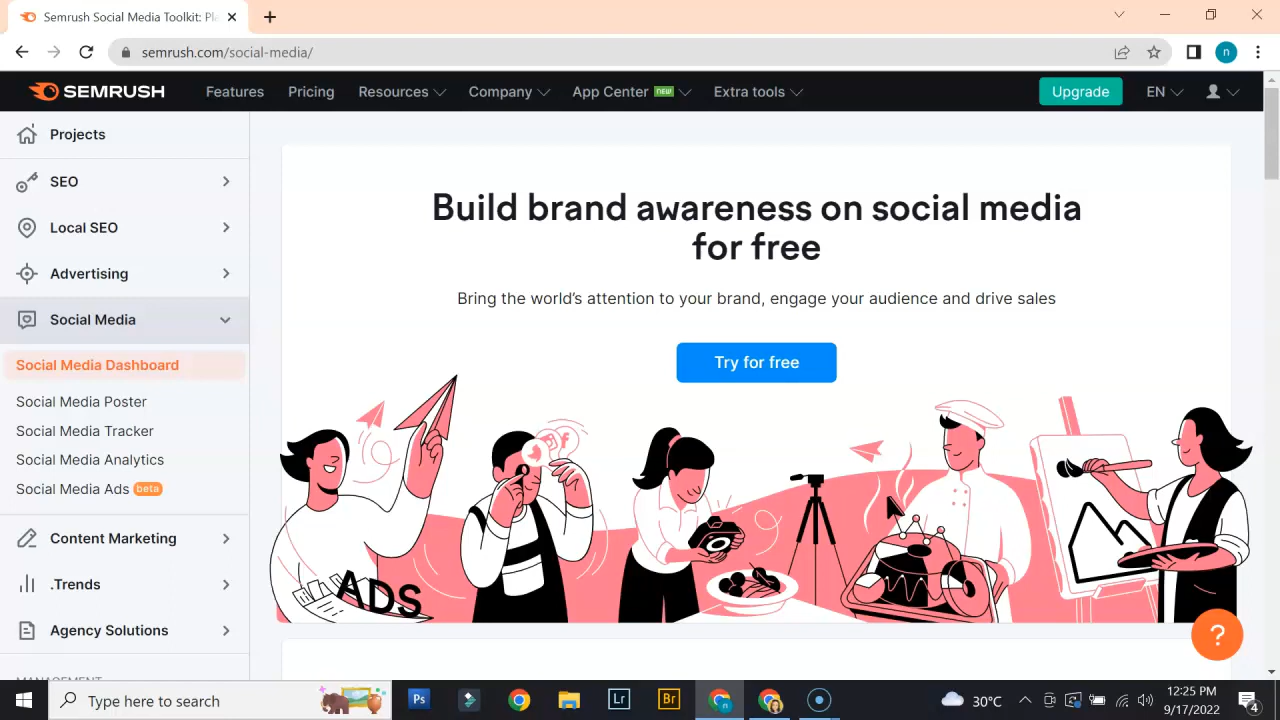 Semrush Social Media Toolkit: Pl
semrush.com/social-media/
n
SEMRUSH
Features
Pricing
Resources
Company
App Center NEW
Extra tools
Upgrade
EN
Projects
SEO
Local SEO
Advertising
Social Media
Social Media Dashboard
Social Media Poster
Social Media Tracker
Social Media Analytics
Social Media Ads beta
Content Marketing
.Trends
Agency Solutions
MANAGEMENT
Build brand awareness on social media
for free
Bring the world's attention to your brand, engage your audience and drive sales
Try for free
ADS
?
Type here to search
Ps
Lr
Br
n
30°C
12:25 PM
9/17/2022
4